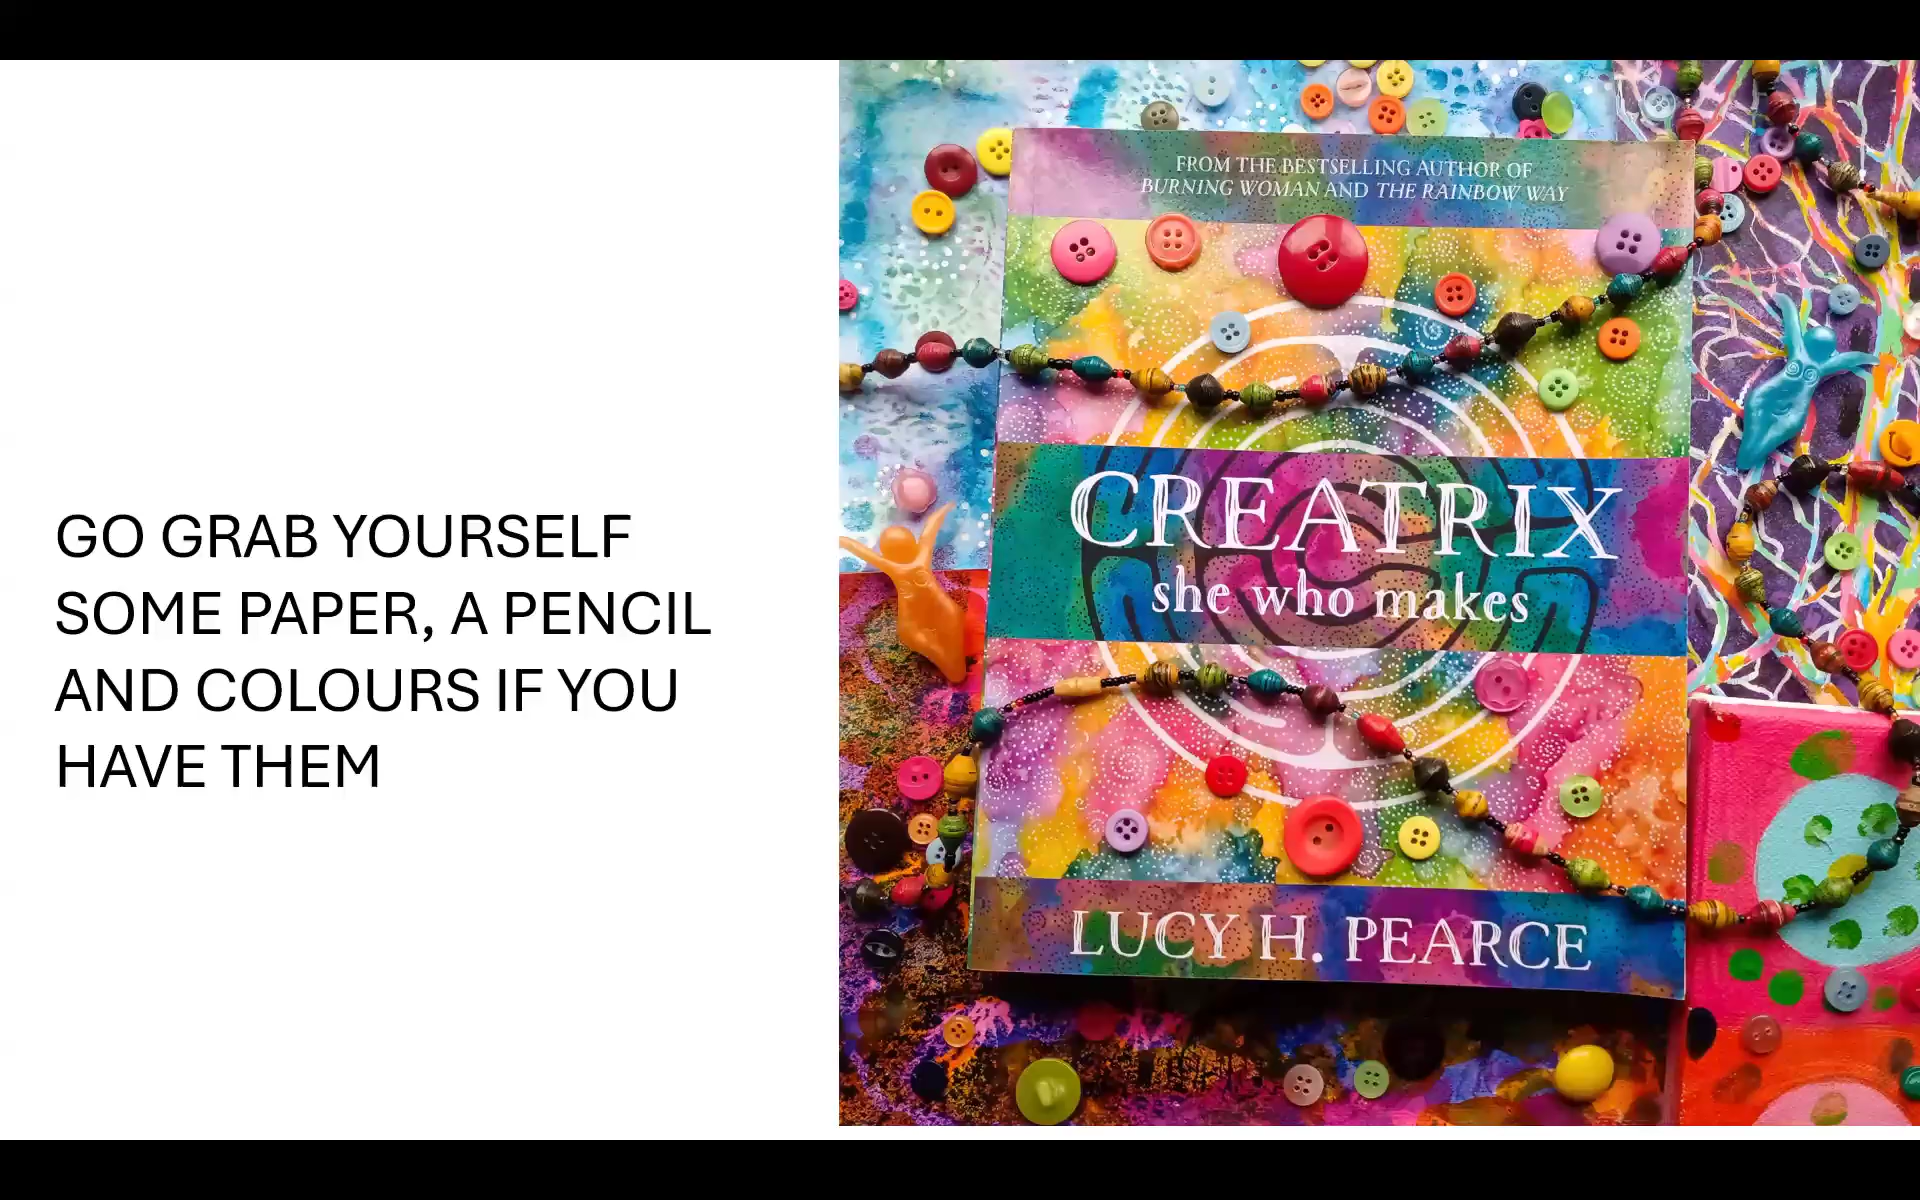 GO GRAB YOURSELF
SOME PAPER, A PENCIL
AND COLOURS IF YOU
HAVE THEM
FROM THE BESTSELLING AUTHOR OF
BURNING WOMAN AND THE RAINBOW WAY
CREATRIX
she who makes
LUCY H. PEARCE